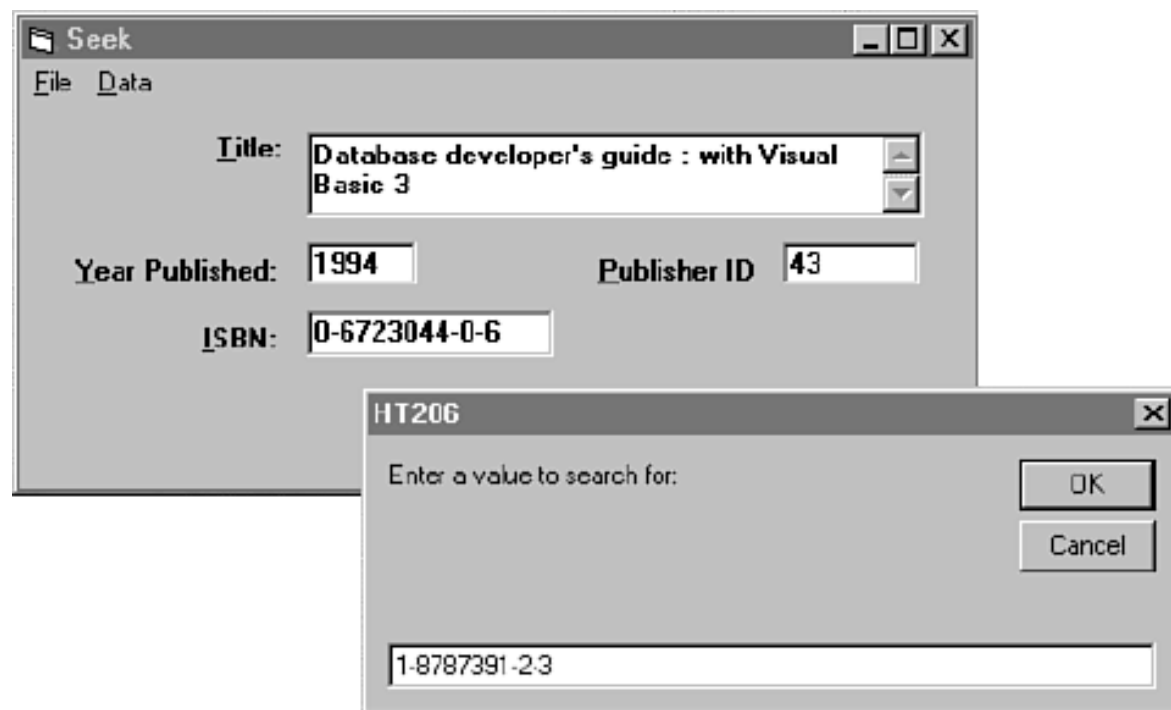 Seek
File Data
Title: Database developer's guide : with Visual
Basic 3
Year Published: 1994 Publisher ID 43
ISBN: 0-6723044-0-6
HT206
Enter a value to search for:
OK
Cancel
1-8787391-2-3